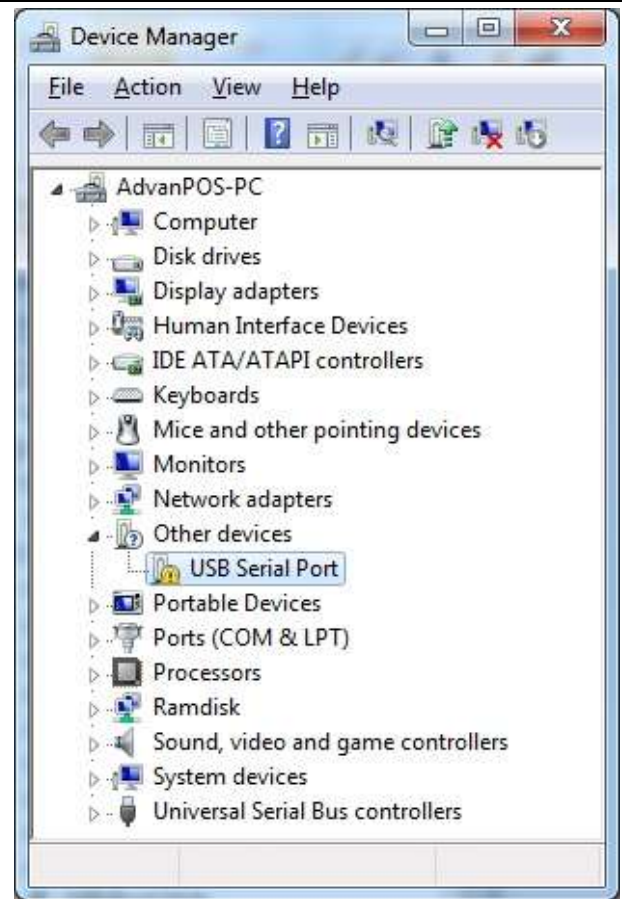 Device Manager
File Action View Help
AdvanPOS-PC
Computer
Disk drives
Display adapters
Human Interface Devices
IDE ATA/ATAPI controllers
Keyboards
Mice and other pointing devices
Monitors
Network adapters
Other devices
USB Serial Port
Portable Devices
Ports (COM & LPT)
Processors
Ramdisk
Sound, video and game controllers
System devices
Universal Serial Bus controllers